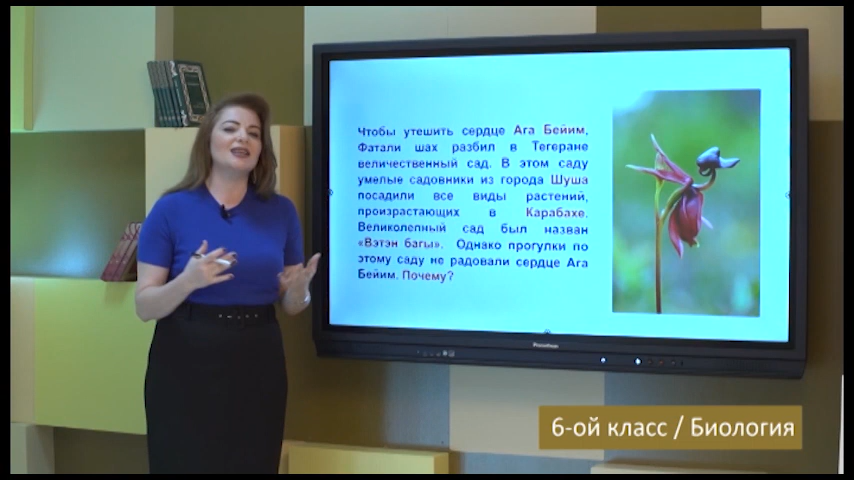 Чтобы утешить сердце Ага Бейим,
Фатали шах разбил в Тегеране
величественный сад. В этом саду
умелые садовники из города Шуша
посадили все виды растений,
произрастающих в Карабахе.
Великолепный сад был назван
«Вэтэн багы». Однако прогулки по
этому саду не радовали сердце Ага
Бейим. Почему?
Promethean
6-ой класс / Биология